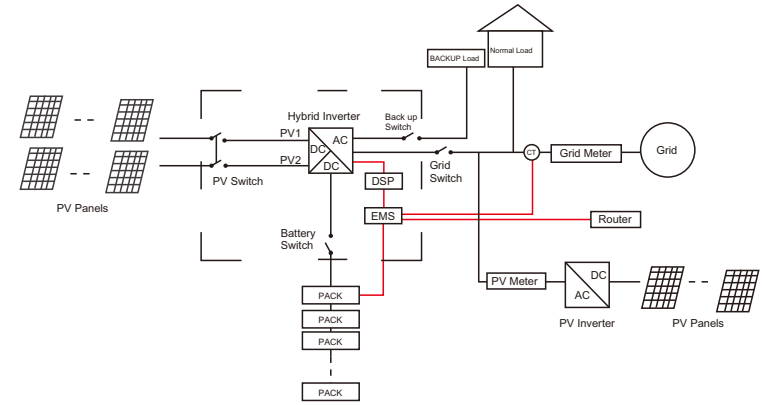 BACKUP Load
Normal Load
Hybrid Inverter
Back up
Switch
PV1
AC
DC
PV2
DC
CT
Grid Meter
Grid
PV Switch
Grid
Switch
DSP
PV Panels
EMS
Router
Battery
Switch
PACK
PACK
PACK
PACK
PV Meter
DC
AC
PV Inverter
PV Panels